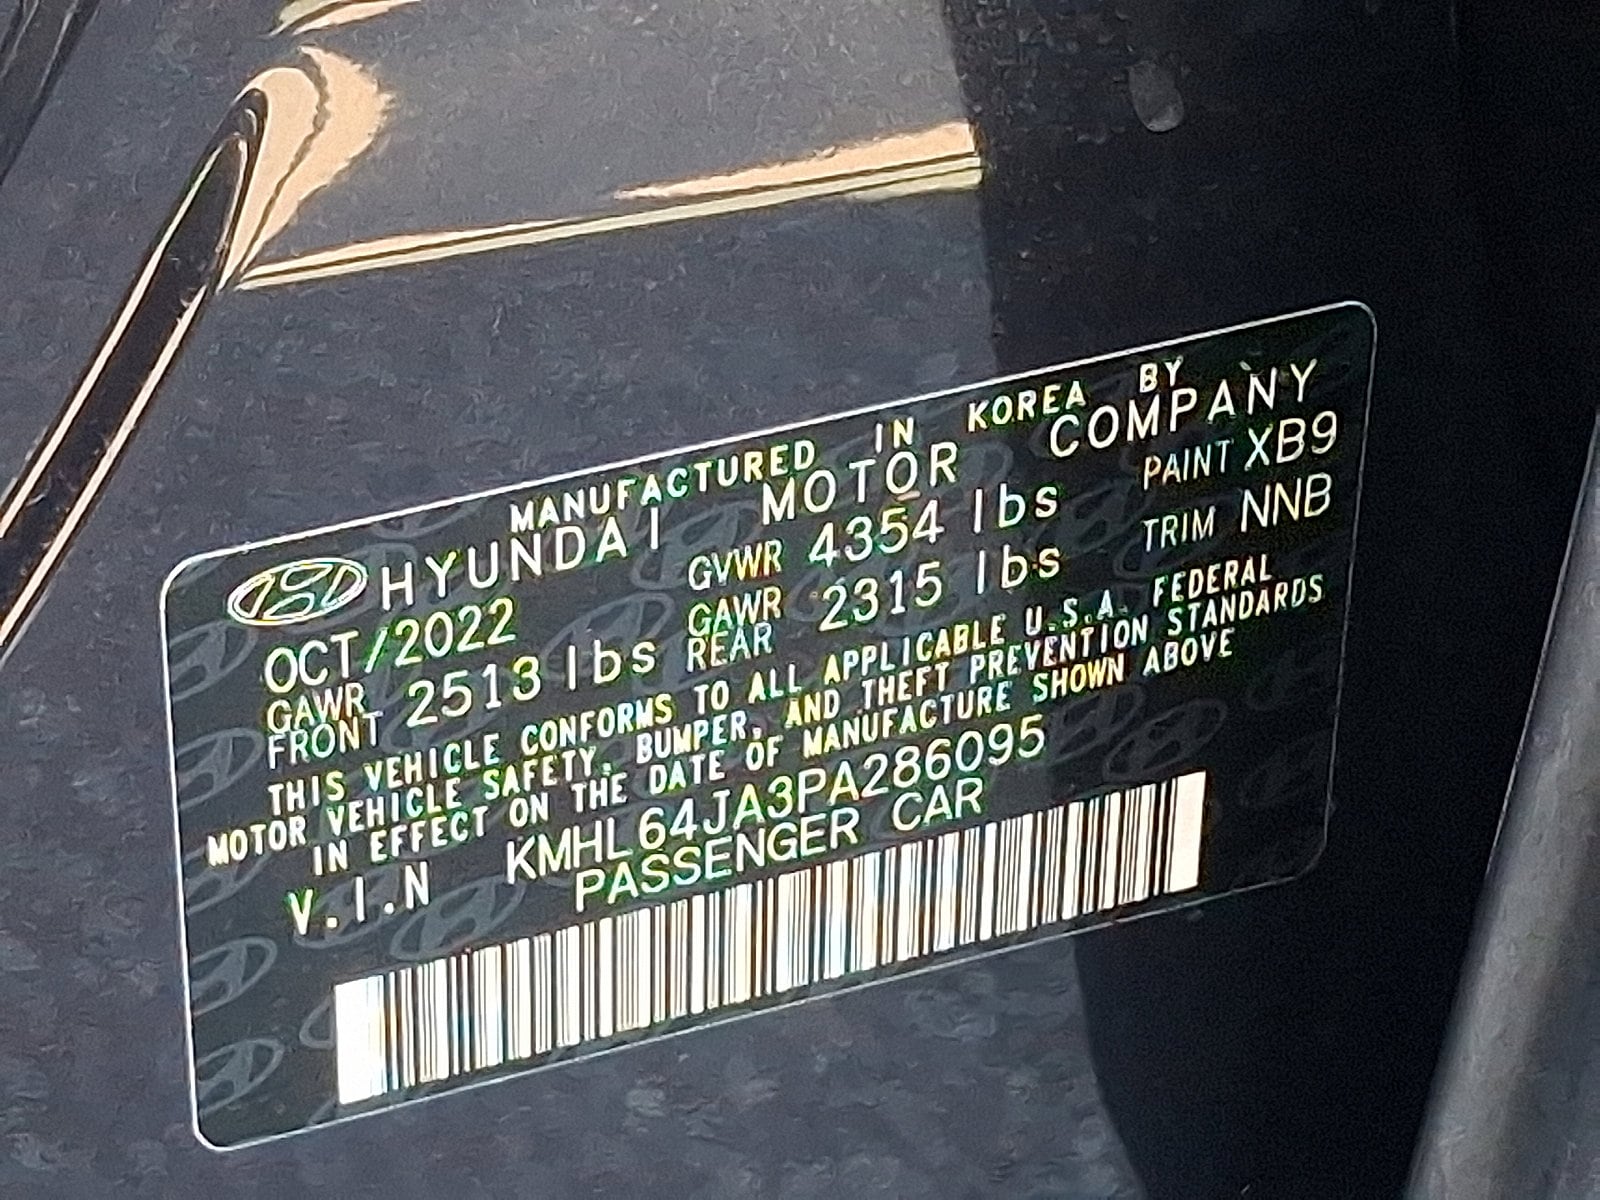 MANUFACTURED IN KOREA BY
HYUNDAI MOTOR COMPANY
OCT/2022 GVWR 4354 lbs PAINT XB9
GAWR FRONT 2513 lbs GAWR REAR 2315 lbs TRIM NNB
THIS VEHICLE CONFORMS TO ALL APPLICABLE U.S.A. FEDERAL
MOTOR VEHICLE SAFETY, BUMPER, AND THEFT PREVENTION STANDARDS
IN EFFECT ON THE DATE OF MANUFACTURE SHOWN ABOVE
V.I.N KMHL64JA3PA286095
PASSENGER CAR